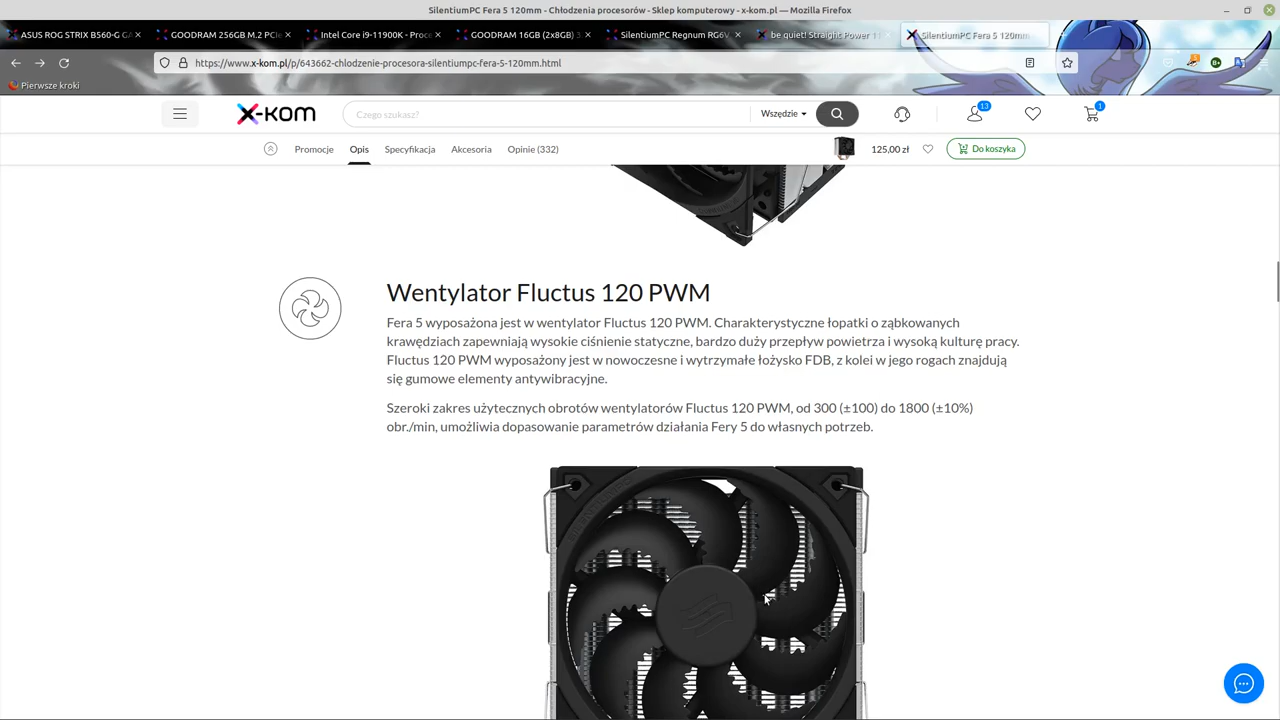 SilentiumPC Fera 5 120mm - Chłodzenia procesorów - Sklep komputerowy - x-kom.pl — Mozilla Firefox
ASUS ROG STRIX B560-G GA
GOODRAM 256GB M.2 PCIe
Intel Core i9-11900K - Proce
GOODRAM 16GB (2x8GB) 3
SilentiumPC Regnum RG6V
be quiet! Straight Power 11
SilentiumPC Fera 5 120mm
https://www.x-kom.pl/p/643662-chlodzenie-procesora-silentiumpc-fera-5-120mm.html
Pierwsze kroki
x-kom
Czego szukasz?
Wszędzie
13
1
Promocje
Opis
Specyfikacja
Akcesoria
Opinie (332)
125,00 zł
Do koszyka
Wentylator Fluctus 120 PWM
Fera 5 wyposażona jest w wentylator Fluctus 120 PWM. Charakterystyczne łopatki o ząbkowanych
krawędziach zapewniają wysokie ciśnienie statyczne, bardzo duży przepływ powietrza i wysoką kulturę pracy.
Fluctus 120 PWM wyposażony jest w nowoczesne i wytrzymałe łożysko FDB, z kolei w jego rogach znajdują
się gumowe elementy antywibracyjne.
Szeroki zakres użytecznych obrotów wentylatorów Fluctus 120 PWM, od 300 (±100) do 1800 (±10%)
obr./min, umożliwia dopasowanie parametrów działania Fery 5 do własnych potrzeb.